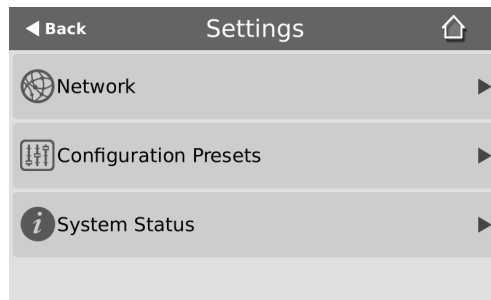 Back
Settings
Network
Configuration Presets
System Status